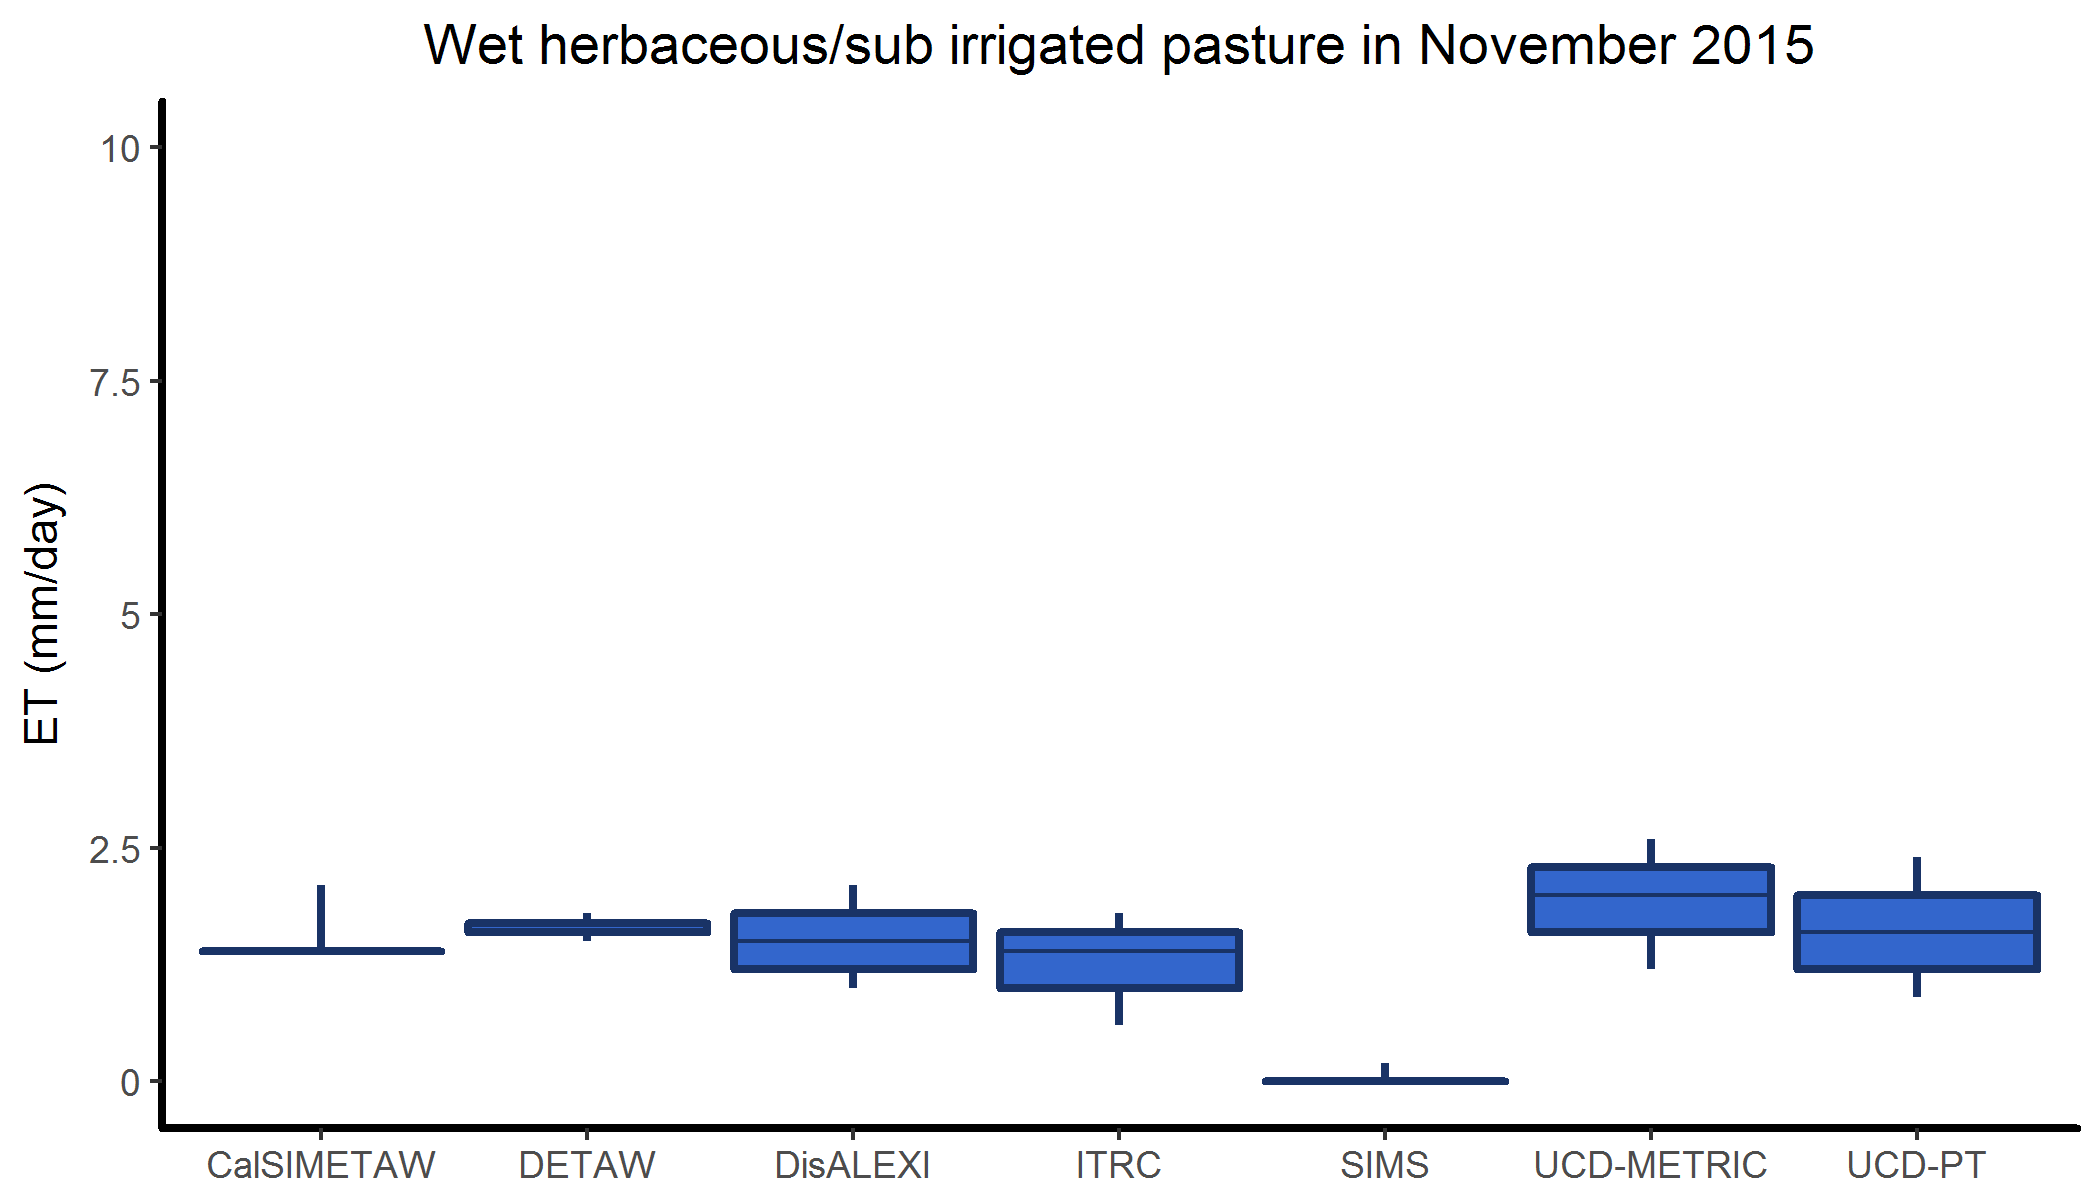 Wet herbaceous/sub irrigated pasture in November 2015
10
7.5
5
2.5
0
ET (mm/day)
CalSIMETAW DETAW DisALEXI ITRC SIMS UCD-METRIC UCD-PT